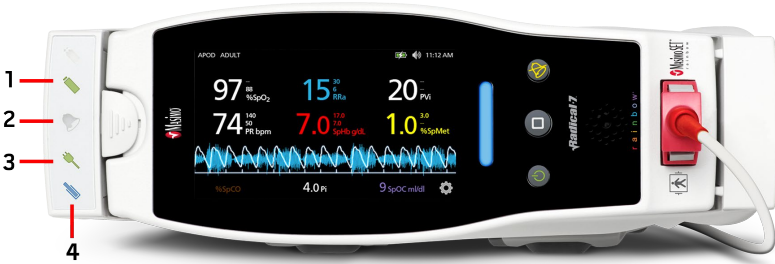 1
2
3
4
APOD ADULT
11:12 AM
97 -- 88 %SpO₂
15 30 6 RRa
20 -- -- PVi
74 140 50 PR bpm
7.0 17.0 7.0 SpHb g/dL
1.0 3.0 -- %SpMet
%SpCO
4.0 Pi
9 SpOC ml/dl
Masimo
Radical-7
rainbow
Masimo SET
rainbow